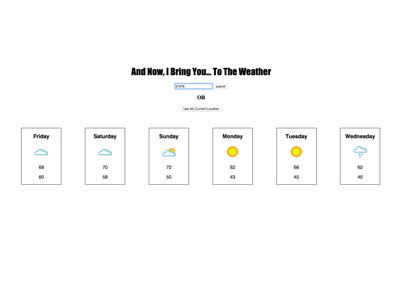 And Now, I Bring You... To The Weather
submit
OR
Use My Current Location
Friday Saturday Sunday Monday Tuesday Wednesday
68 70 72 62 68 62
60 58 50 43 45 40